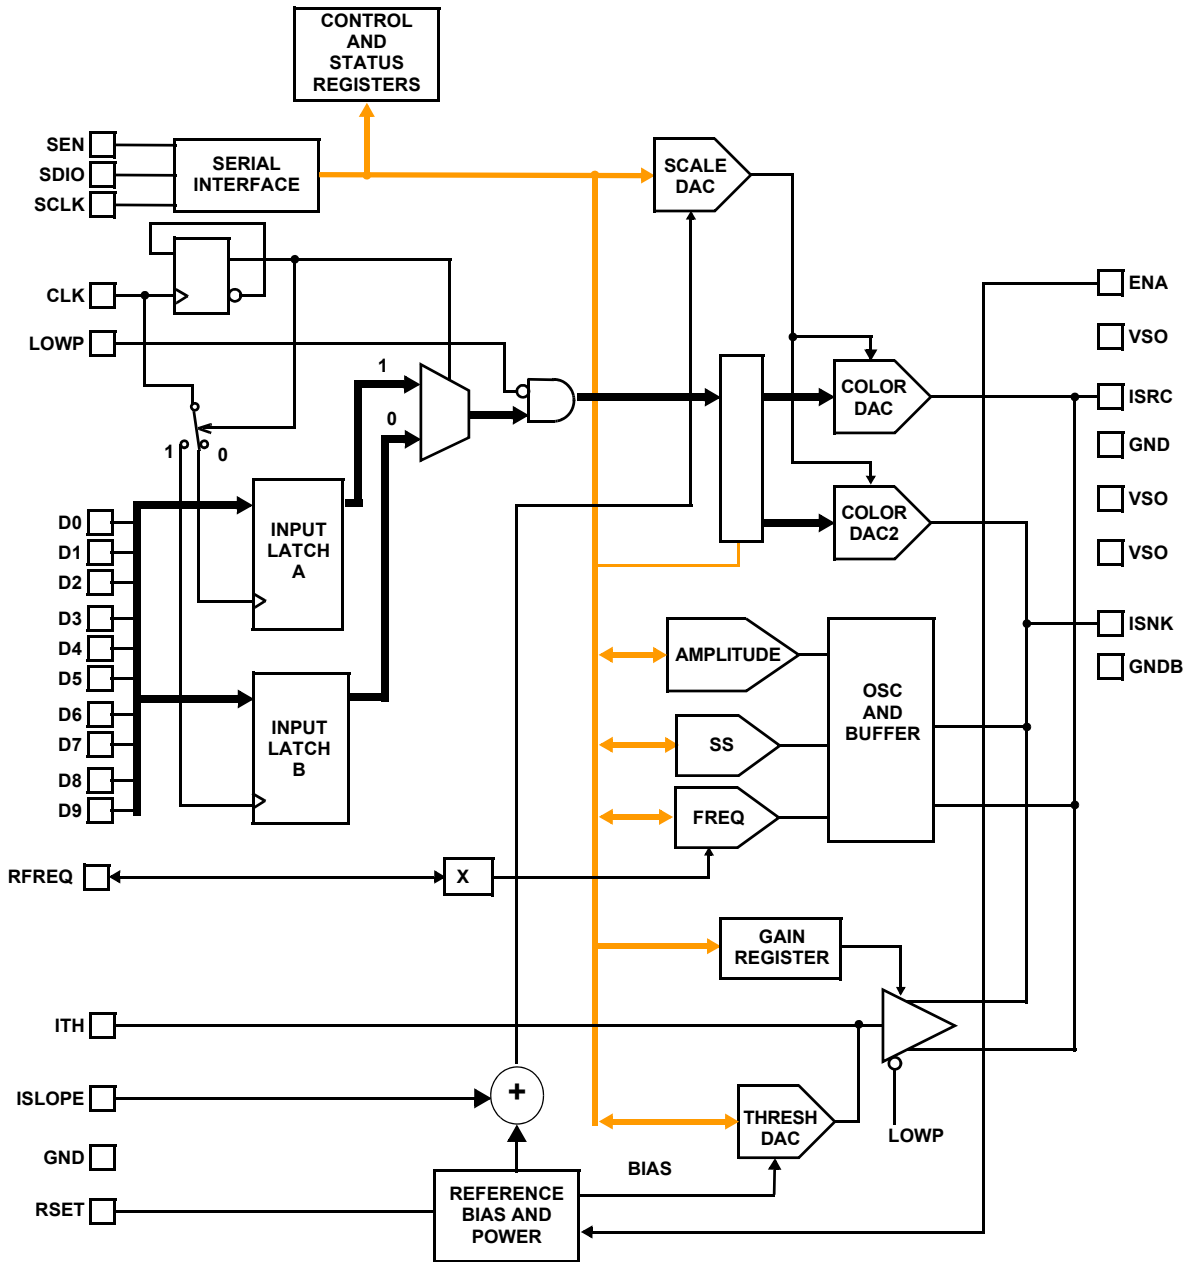 CONTROL
AND
STATUS
REGISTERS
SEN
SDIO
SCLK
SERIAL
INTERFACE
SCALE
DAC
CLK
LOWP
ENA
VSO
ISRC
GND
VSO
VSO
ISNK
GNDB
1
0
1
0
COLOR
DAC
COLOR
DAC2
D0
D1
D2
D3
D4
D5
D6
D7
D8
D9
INPUT
LATCH
A
INPUT
LATCH
B
AMPLITUDE
SS
FREQ
OSC
AND
BUFFER
RFREQ
X
GAIN
REGISTER
ITH
ISLOPE
+
THRESH
DAC
LOWP
GND
BIAS
RSET
REFERENCE
BIAS AND
POWER